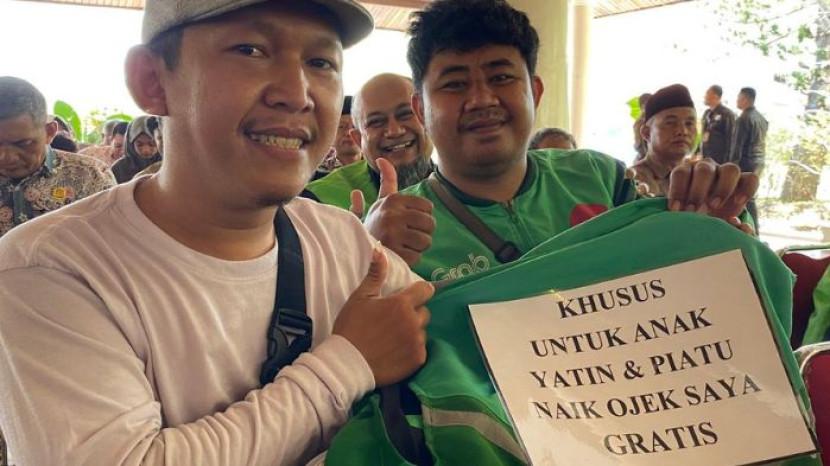 Grab
KHUSUS
UNTUK ANAK
YATIN & PIATU
NAIK OJEK SAYA
GRATIS